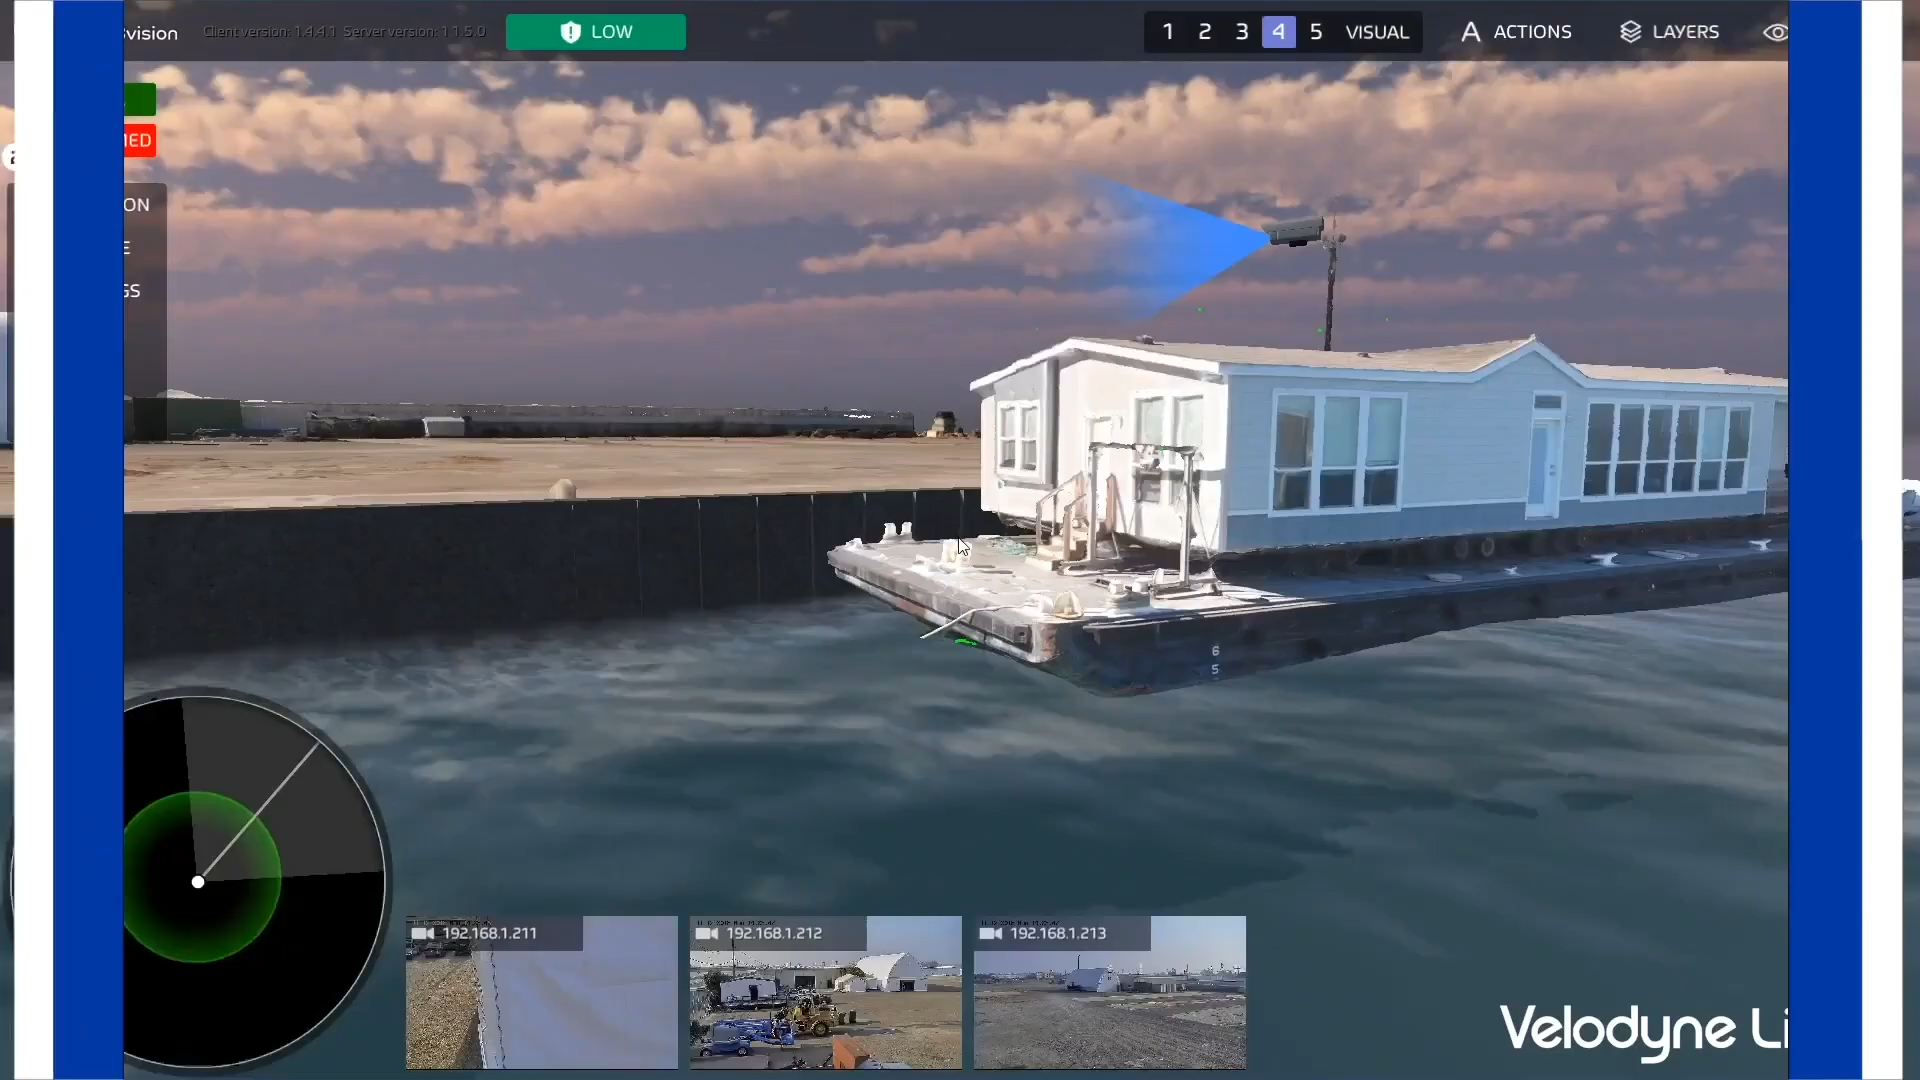 vision Client version: 1.4.4.1 Server version: 1.1.5.0 LOW 1 2 3 4 5 VISUAL ACTIONS LAYERS
MED
ON
E
GS
6
5
192.168.1.211 192.168.1.212 192.168.1.213
Velodyne Li